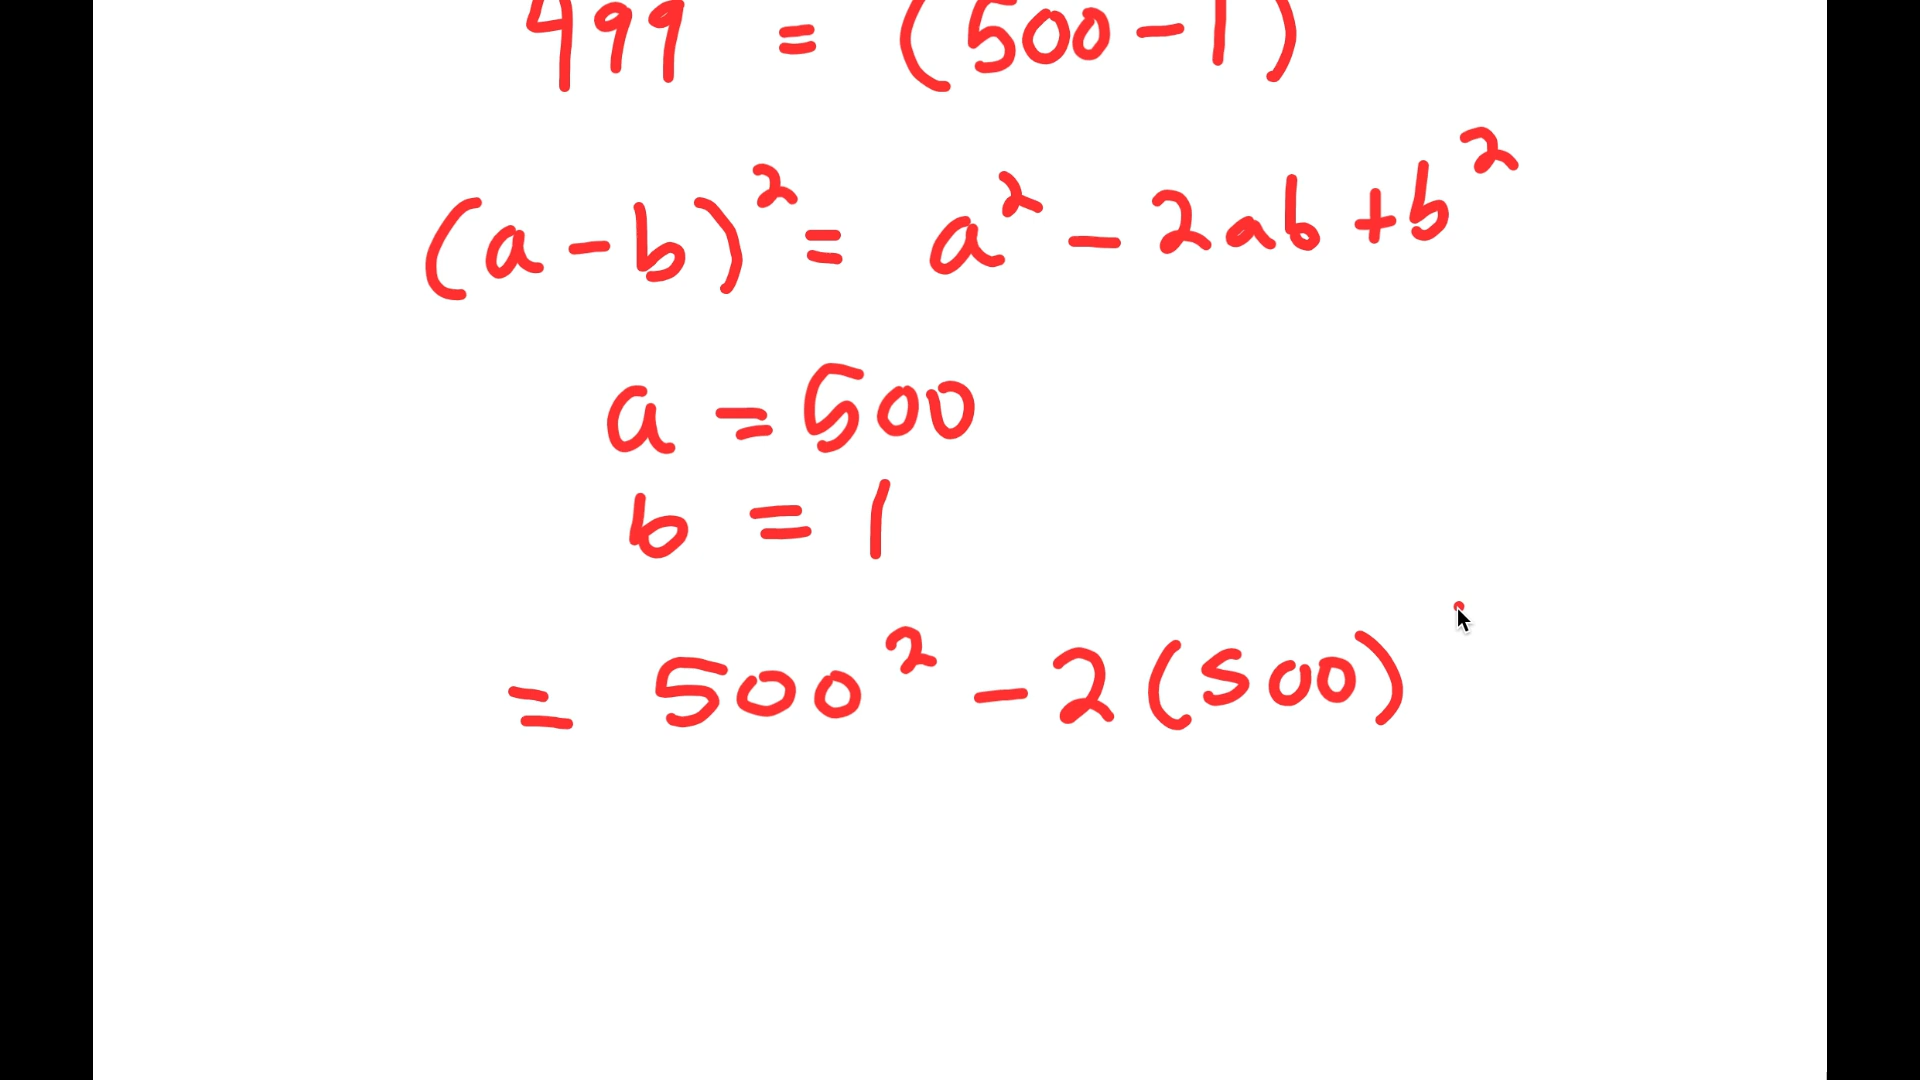 499 = (500-1)
(a-b)² = a² - 2ab + b²
a = 500
b = 1
= 500² - 2(500)